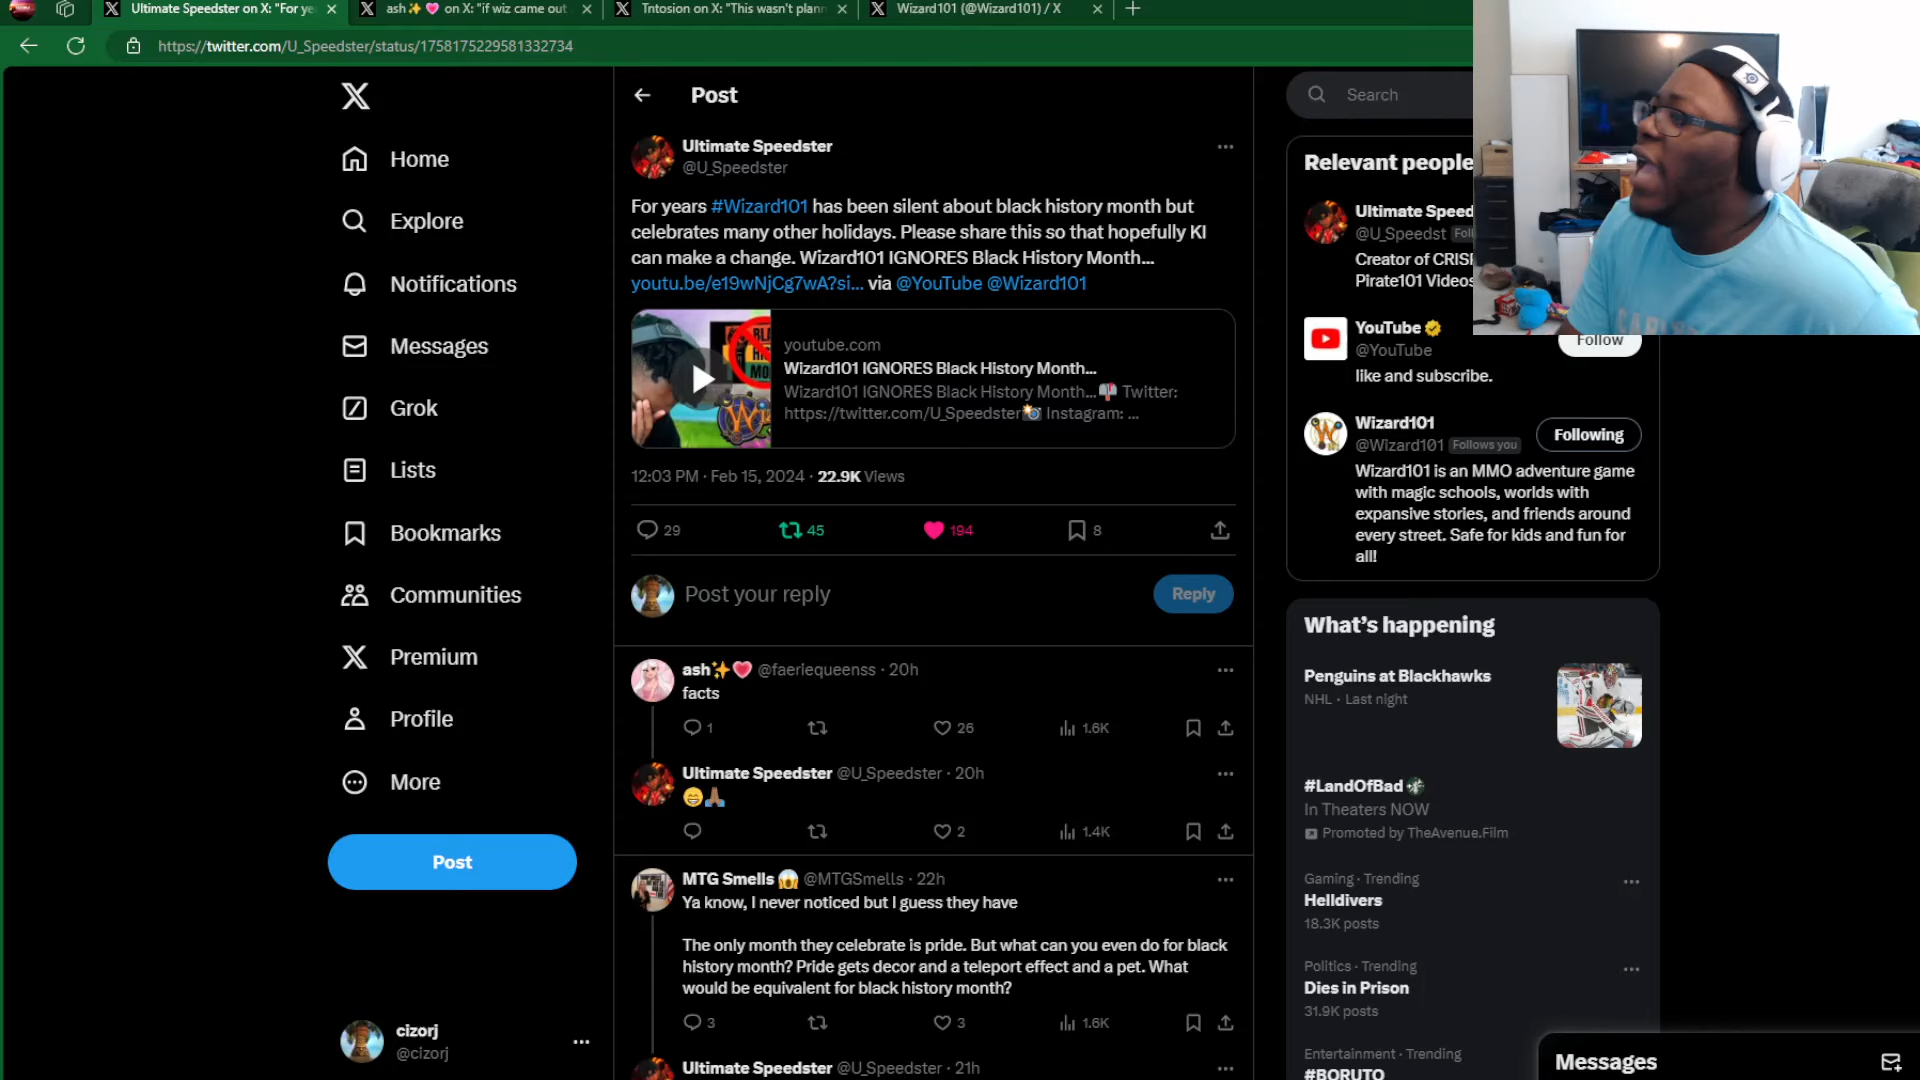 Ultimate Speedster on X: "For ye
ash✨💗 on X: "if wiz came out
Tntosion on X: "This wasn't plann
Wizard101 (@Wizard101) / X
https://twitter.com/U_Speedster/status/1758175229581332734
Home
Explore
Notifications
Messages
Grok
Lists
Bookmarks
Communities
Premium
Profile
More
Post
cizorj
@cizorj
Post
Ultimate Speedster
@U_Speedster
For years #Wizard101 has been silent about black history month but
celebrates many other holidays. Please share this so that hopefully KI
can make a change. Wizard101 IGNORES Black History Month...
youtu.be/e19wNjCg7wA?si... via @YouTube @Wizard101
youtube.com
Wizard101 IGNORES Black History Month...
Wizard101 IGNORES Black History Month...📬 Twitter:
https://twitter.com/U_Speedster📸 Instagram: ...
12:03 PM · Feb 15, 2024 · 22.9K Views
29 45 194 8
Post your reply
Reply
ash✨💗 @faerlequeenss · 20h
facts
1 26 1.6K
Ultimate Speedster @U_Speedster · 20h
😁🙏🏾
2 1.4K
MTG Smells 😱 @MTGSmells · 22h
Ya know, I never noticed but I guess they have
The only month they celebrate is pride. But what can you even do for black
history month? Pride gets decor and a teleport effect and a pet. What
would be equivalent for black history month?
3 3 1.6K
Ultimate Speedster @U_Speedster · 21h
Search
Relevant people
Ultimate Speed
@U_Speedst Foll
Creator of CRISP
Pirate101 Videos
YouTube
@YouTube
Follow
like and subscribe.
Wizard101
@Wizard101 Follows you
Following
Wizard101 is an MMO adventure game
with magic schools, worlds with
expansive stories, and friends around
every street. Safe for kids and fun for
all!
What's happening
Penguins at Blackhawks
NHL · Last night
#LandOfBad
In Theaters NOW
Promoted by TheAvenue.Film
Gaming · Trending
Helldivers
18.3K posts
Politics · Trending
Dies in Prison
31.9K posts
Entertainment · Trending
#BORUTO
Messages